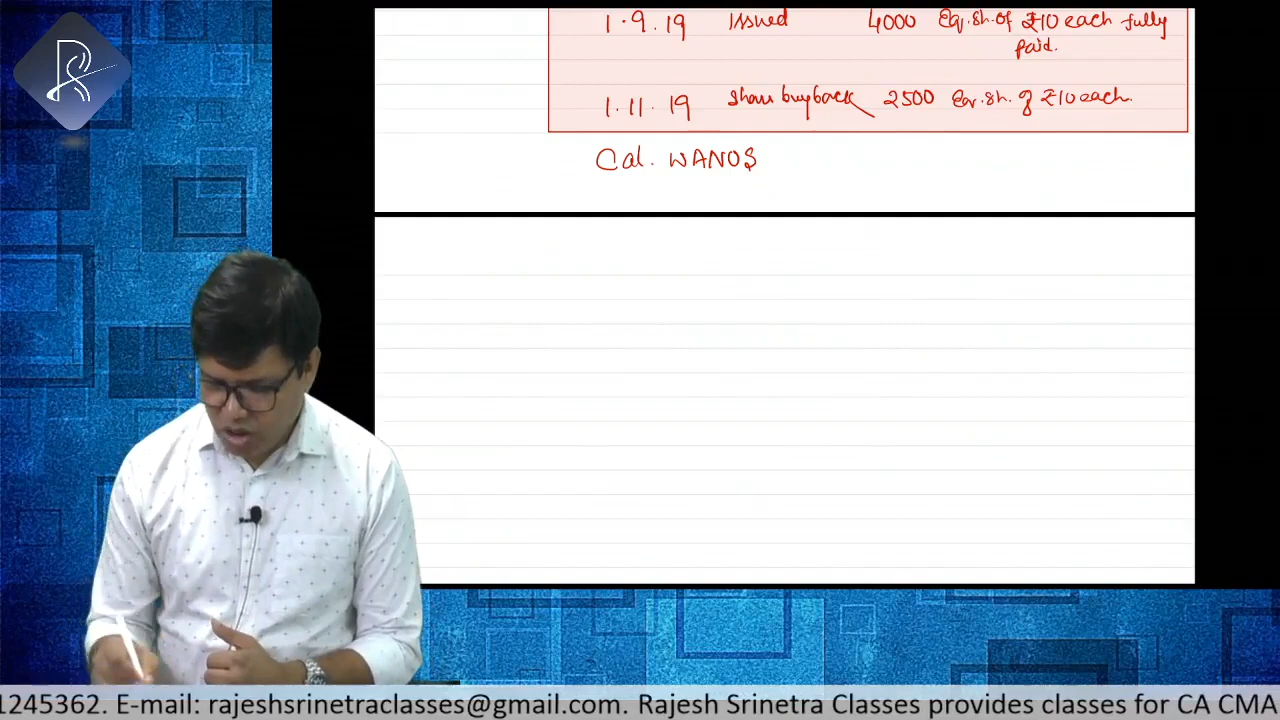 1.9.19 Issued 4000 Eq.sh.of ₹10 each fully
paid.
1.11.19 Share buyback 2500 Eq.sh. of ₹10 each.
Cal. WANOS
RS
1245362. E-mail: rajeshsrinetraclasses@gmail.com. Rajesh Srinetra Classes provides classes for CA CMA